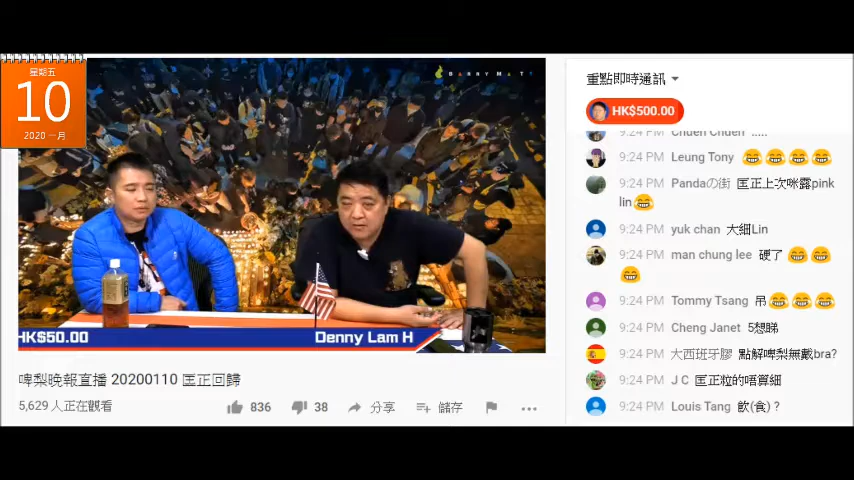 星期五
10
2020 一月
BARRYMA TT
HK$50.00
Denny Lam H
啤梨晚報直播 20200110 匡正回歸
5,629 人正在觀看
836
38
分享
儲存
重點即時通訊
HK$500.00
9:24 PM Chuen Chuen .....
9:24 PM Leung Tony 😂😂😂😂
9:24 PM Pandaの街 匡正上次咪露pink
lin😂
9:24 PM yuk chan 大細Lin
9:24 PM man chung lee 硬了 😂😂
😂
9:24 PM Tommy Tsang 吊😂😂😂
9:24 PM Cheng Janet 5想睇
9:24 PM 大西班牙膠 點解啤梨無戴bra?
9:24 PM J C 匡正粒的唔算細
9:24 PM Louis Tang 飲(食)?